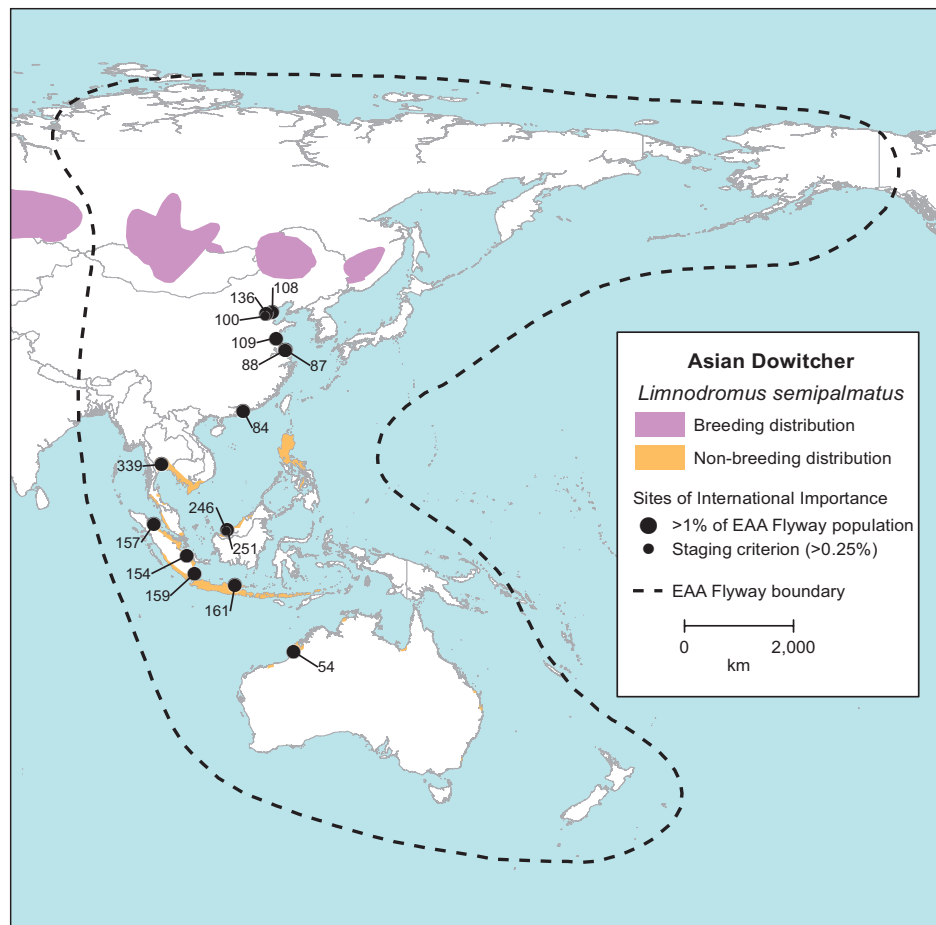 108
136
100
109
88
87
84
339
246
157
251
154
159
161
54
Asian Dowitcher
Limnodromus semipalmatus
Breeding distribution
Non-breeding distribution
Sites of International Importance
>1% of EAA Flyway population
Staging criterion (>0.25%)
EAA Flyway boundary
0 2,000
km